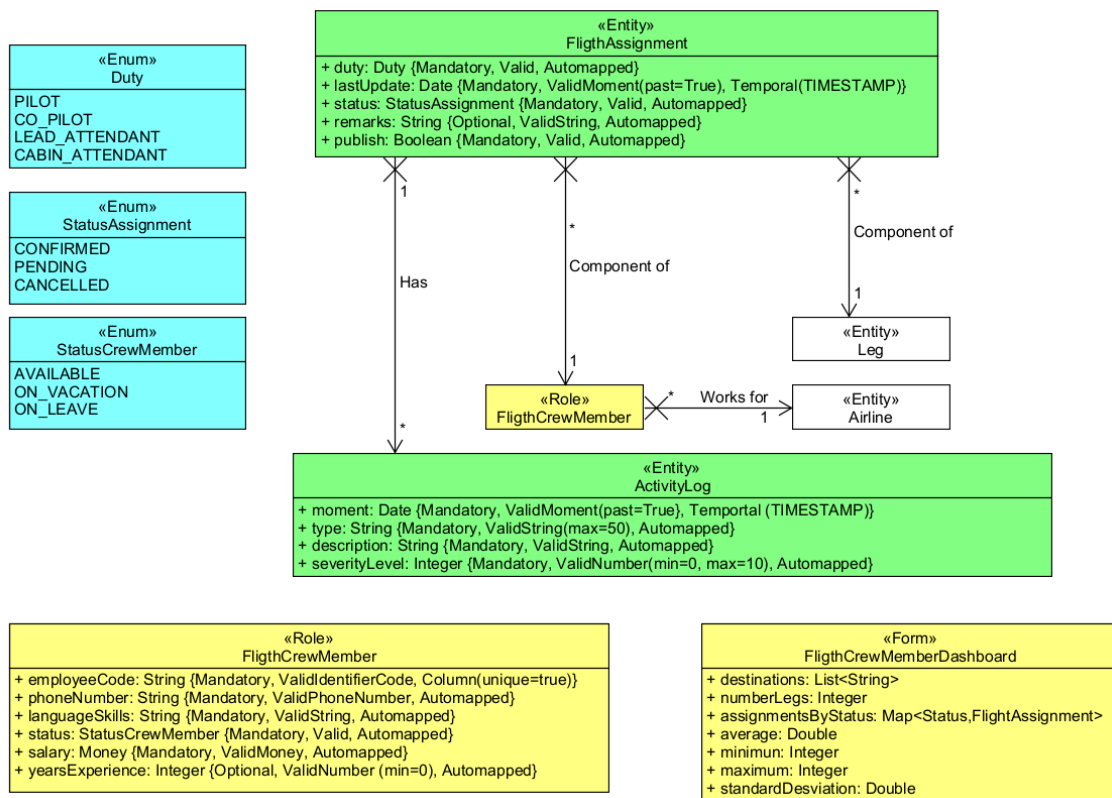 «Enum»
Duty
PILOT
CO_PILOT
LEAD_ATTENDANT
CABIN_ATTENDANT
«Enum»
StatusAssignment
CONFIRMED
PENDING
CANCELLED
«Enum»
StatusCrewMember
AVAILABLE
ON_VACATION
ON_LEAVE
«Entity»
FligthAssignment
+ duty: Duty {Mandatory, Valid, Automapped}
+ lastUpdate: Date {Mandatory, ValidMoment(past=True), Temporal(TIMESTAMP)}
+ status: StatusAssignment {Mandatory, Valid, Automapped}
+ remarks: String {Optional, ValidString, Automapped}
+ publish: Boolean {Mandatory, Valid, Automapped}
1
Has
*
*
Component of
1
*
Component of
1
«Entity»
Leg
«Role»
FligthCrewMember
*
Works for
1
«Entity»
Airline
«Entity»
ActivityLog
+ moment: Date {Mandatory, ValidMoment(past=True}, Temportal (TIMESTAMP)}
+ type: String {Mandatory, ValidString(max=50), Automapped}
+ description: String {Mandatory, ValidString, Automapped}
+ severityLevel: Integer {Mandatory, ValidNumber(min=0, max=10), Automapped}
«Role»
FligthCrewMember
+ employeeCode: String {Mandatory, ValidIdentifierCode, Column(unique=true)}
+ phoneNumber: String {Mandatory, ValidPhoneNumber, Automapped}
+ languageSkills: String {Mandatory, ValidString, Automapped}
+ status: StatusCrewMember {Mandatory, Valid, Automapped}
+ salary: Money {Mandatory, ValidMoney, Automapped}
+ yearsExperience: Integer {Optional, ValidNumber (min=0), Automapped}
«Form»
FligthCrewMemberDashboard
+ destinations: List<String>
+ numberLegs: Integer
+ assignmentsByStatus: Map<Status,FlightAssignment>
+ average: Double
+ minimun: Integer
+ maximum: Integer
+ standardDesviation: Double